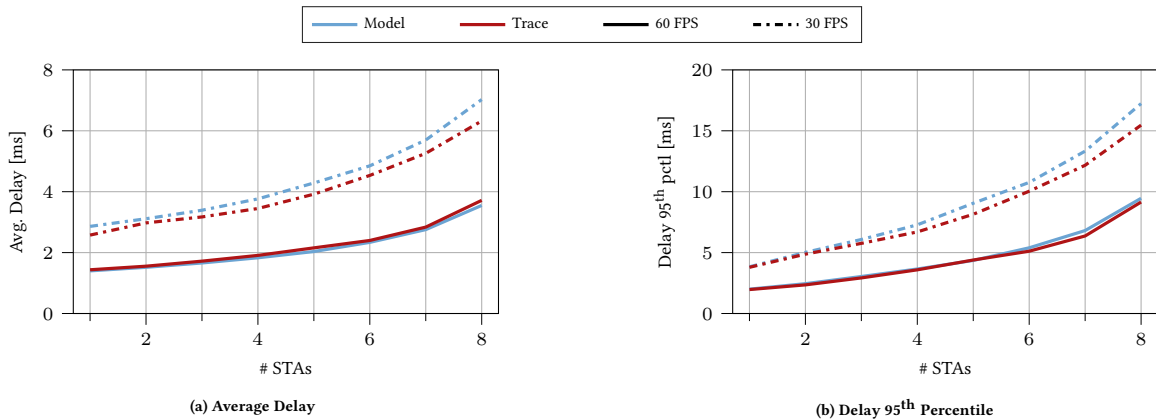 Model Trace 60 FPS 30 FPS
8
6
4
2
0
Avg. Delay [ms]
2 4 6 8
# STAs
(a) Average Delay
20
15
10
5
0
Delay 95th pctl [ms]
2 4 6 8
# STAs
(b) Delay 95th Percentile